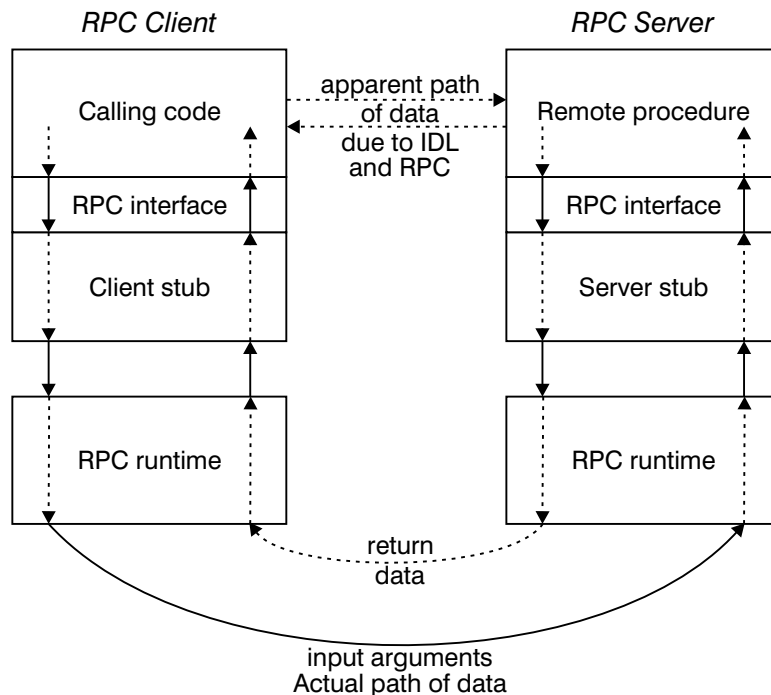 RPC Client
RPC Server
Calling code
apparent path
of data
due to IDL
and RPC
Remote procedure
RPC interface
RPC interface
Client stub
Server stub
RPC runtime
RPC runtime
return
data
input arguments
Actual path of data